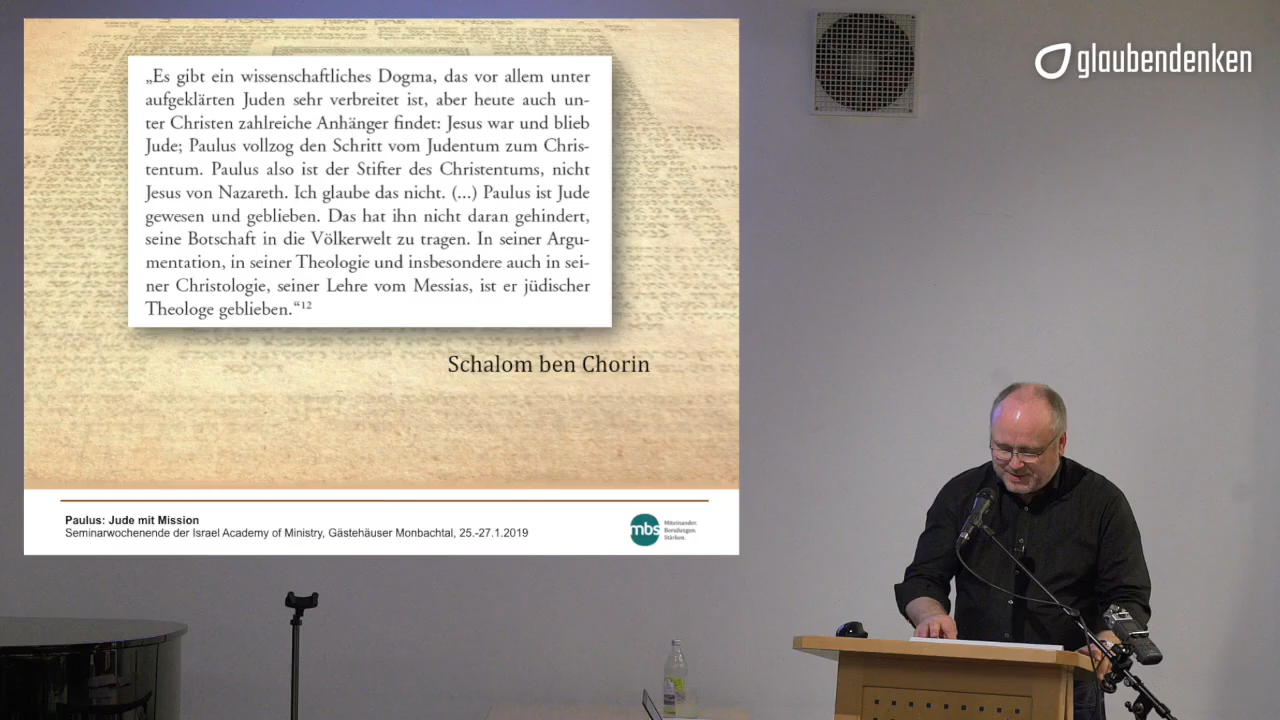 „Es gibt ein wissenschaftliches Dogma, das vor allem unter
aufgeklärten Juden sehr verbreitet ist, aber heute auch un-
ter Christen zahlreiche Anhänger findet: Jesus war und blieb
Jude; Paulus vollzog den Schritt vom Judentum zum Chris-
tentum. Paulus also ist der Stifter des Christentums, nicht
Jesus von Nazareth. Ich glaube das nicht. (...) Paulus ist Jude
gewesen und geblieben. Das hat ihn nicht daran gehindert,
seine Botschaft in die Völkerwelt zu tragen. In seiner Argu-
mentation, in seiner Theologie und insbesondere auch in sei-
ner Christologie, seiner Lehre vom Messias, ist er jüdischer
Theologe geblieben.“12
Schalom ben Chorin
Paulus: Jude mit Mission
Seminarwochenende der Israel Academy of Ministry, Gästehäuser Monbachtal, 25.-27.1.2019
mbs
Miteinander.
Berufungen.
Stärken.
glaubendenken